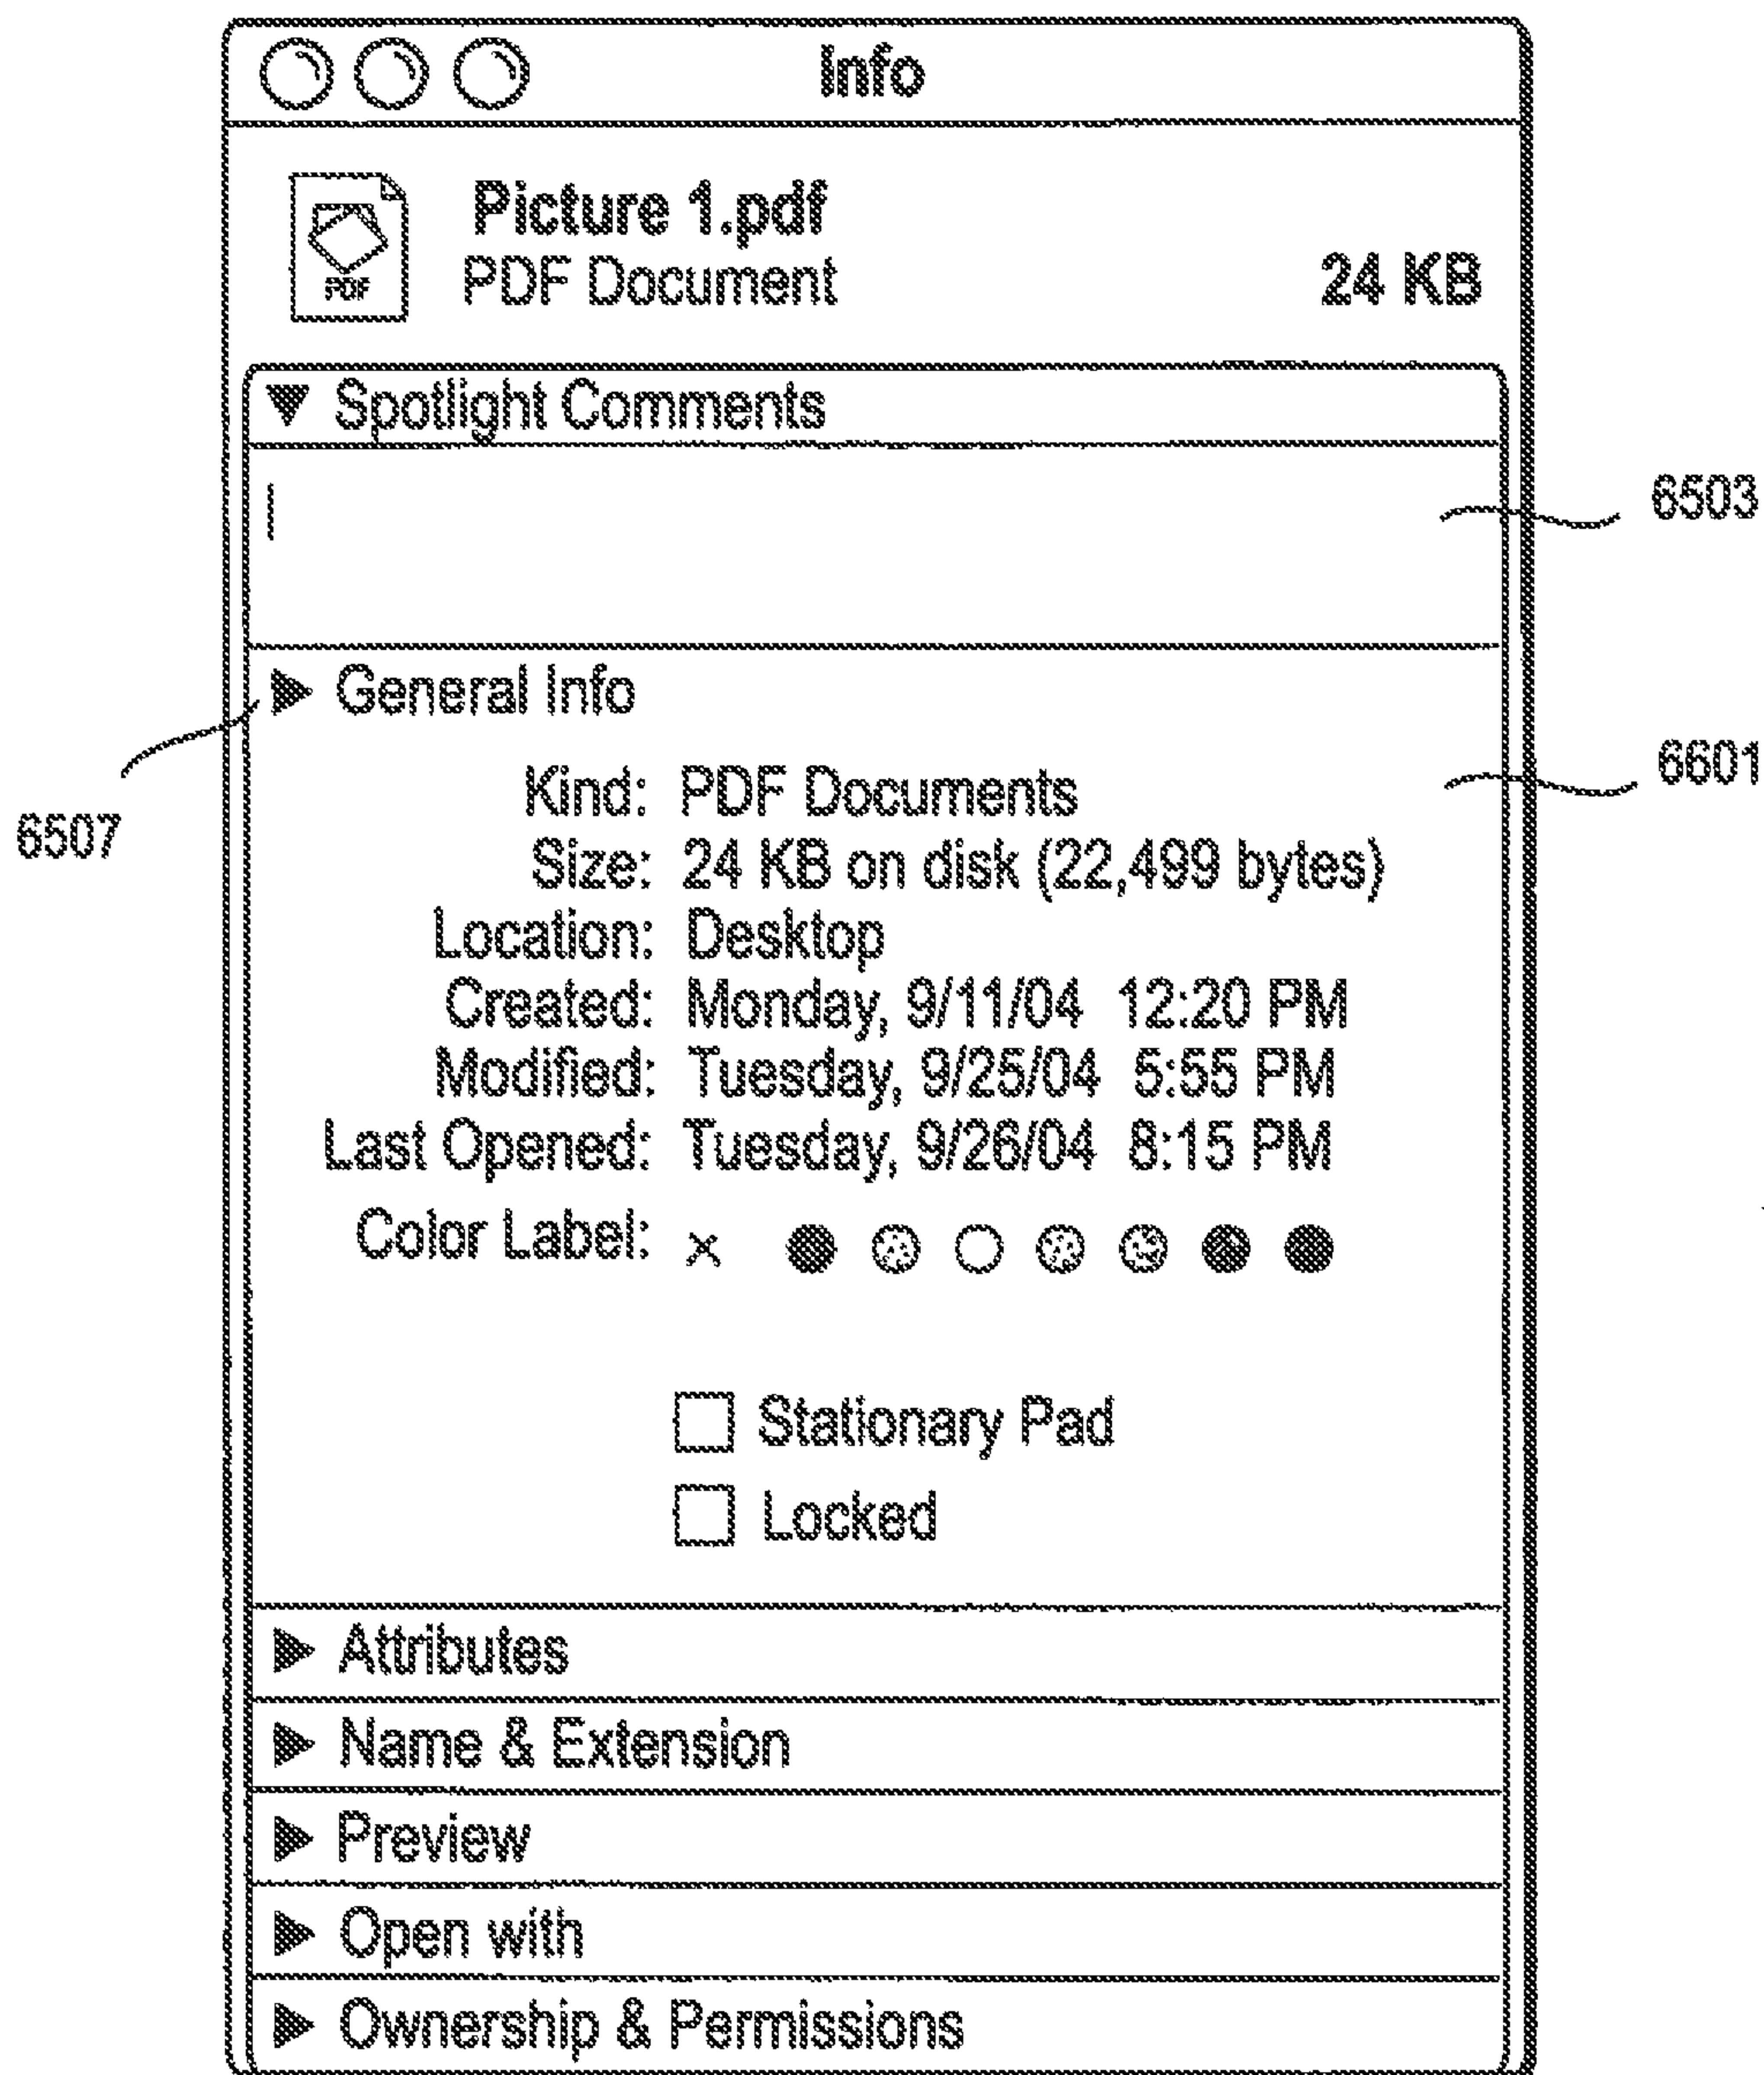 Info
Picture 1.pdf
PDF Document 24 KB
PDF
Spotlight Comments
6503
General Info
6507
6601
Kind: PDF Documents
Size: 24 KB on disk (22,499 bytes)
Location: Desktop
Created: Monday, 9/11/04 12:20 PM
Modified: Tuesday, 9/25/04 5:55 PM
Last Opened: Tuesday, 9/26/04 8:15 PM
Color Label: ×
Stationary Pad
Locked
Attributes
Name & Extension
Preview
Open with
Ownership & Permissions